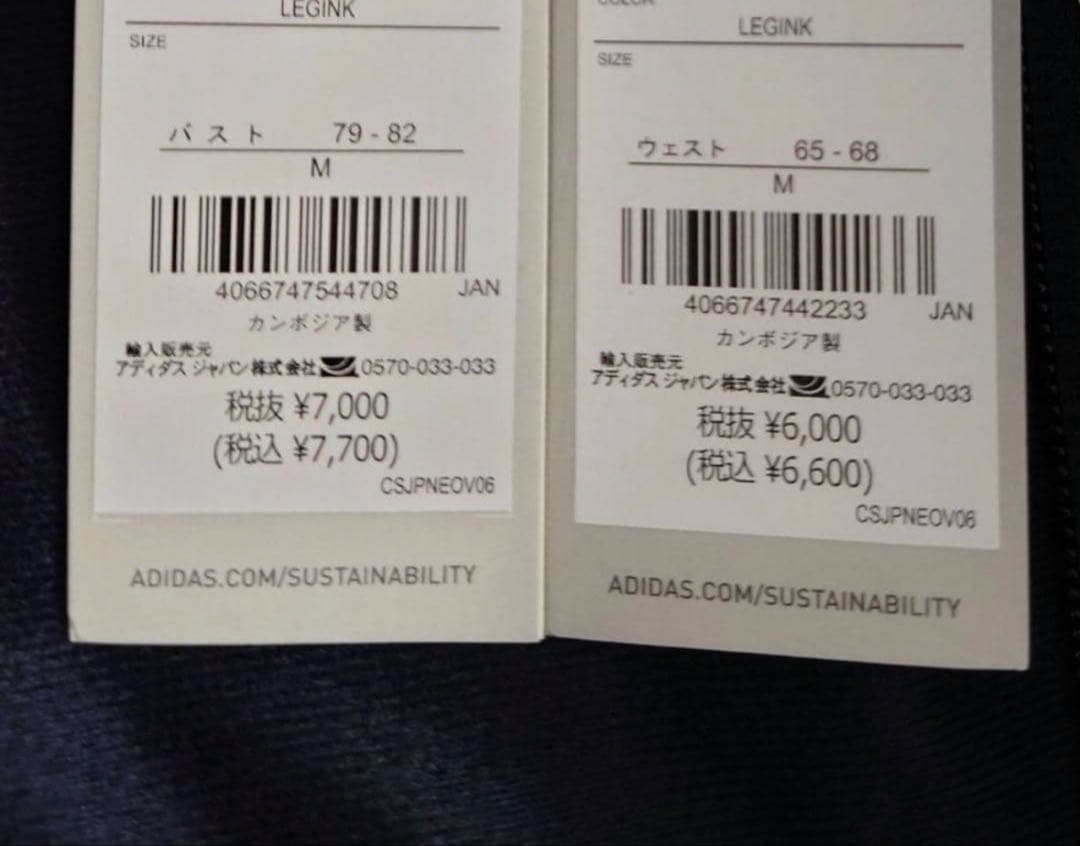 LEGINK
SIZE
バスト 79 - 82
M
4066747544708 JAN
カンボジア製
輸入販売元
アディダス ジャパン株式会社 0570-033-033
税抜 ¥7,000
(税込 ¥7,700)
CSJPNEOV06
ADIDAS.COM/SUSTAINABILITY
COLOR
LEGINK
SIZE
ウェスト 65 - 68
M
4066747442233 JAN
カンボジア製
輸入販売元
アディダス ジャパン株式会社 0570-033-033
税抜 ¥6,000
(税込 ¥6,600)
CSJPNEOV06
ADIDAS.COM/SUSTAINABILITY